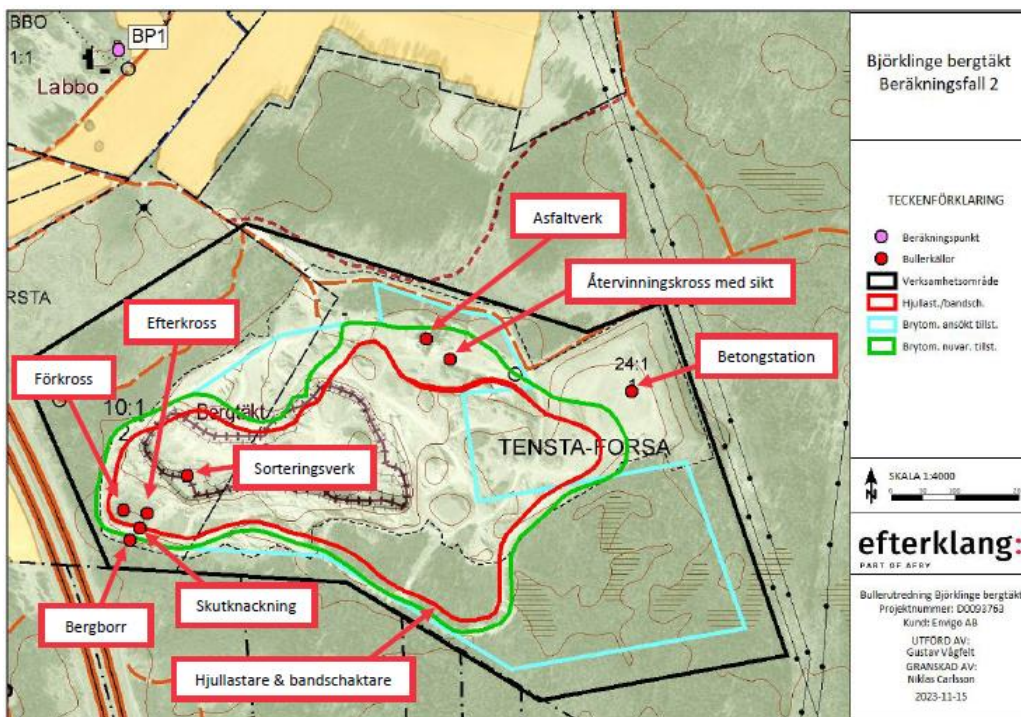 BBO
BP1
1:1
Labbo
RSTA
Asfaltverk
Återvinningskross med sikt
Efterkross
Betongstation
Förkross
24:1
1
10:1
2
Bergtäkt
TENSTA-FORSA
Sorteringsverk
Skutknackning
Bergborr
Hjullastare & bandschaktare
Björklinge bergtäkt
Beräkningsfall 2
TECKENFÖRKLARING
Beräkningspunkt
Bullerkällor
Verksamhetsområde
Hjullast./bandsch.
Brytom. ansökt tillst.
Brytom. nuvar. tillst.
N
SKALA 1:4000
efterklang:
PART OF AFRY
Bullerutredning Björklinge bergtäkt
Projektnummer: D0093763
Kund: Envigo AB
UTFÖRD AV:
Gustav Vågfelt
GRANSKAD AV:
Niklas Carlsson
2023-11-15